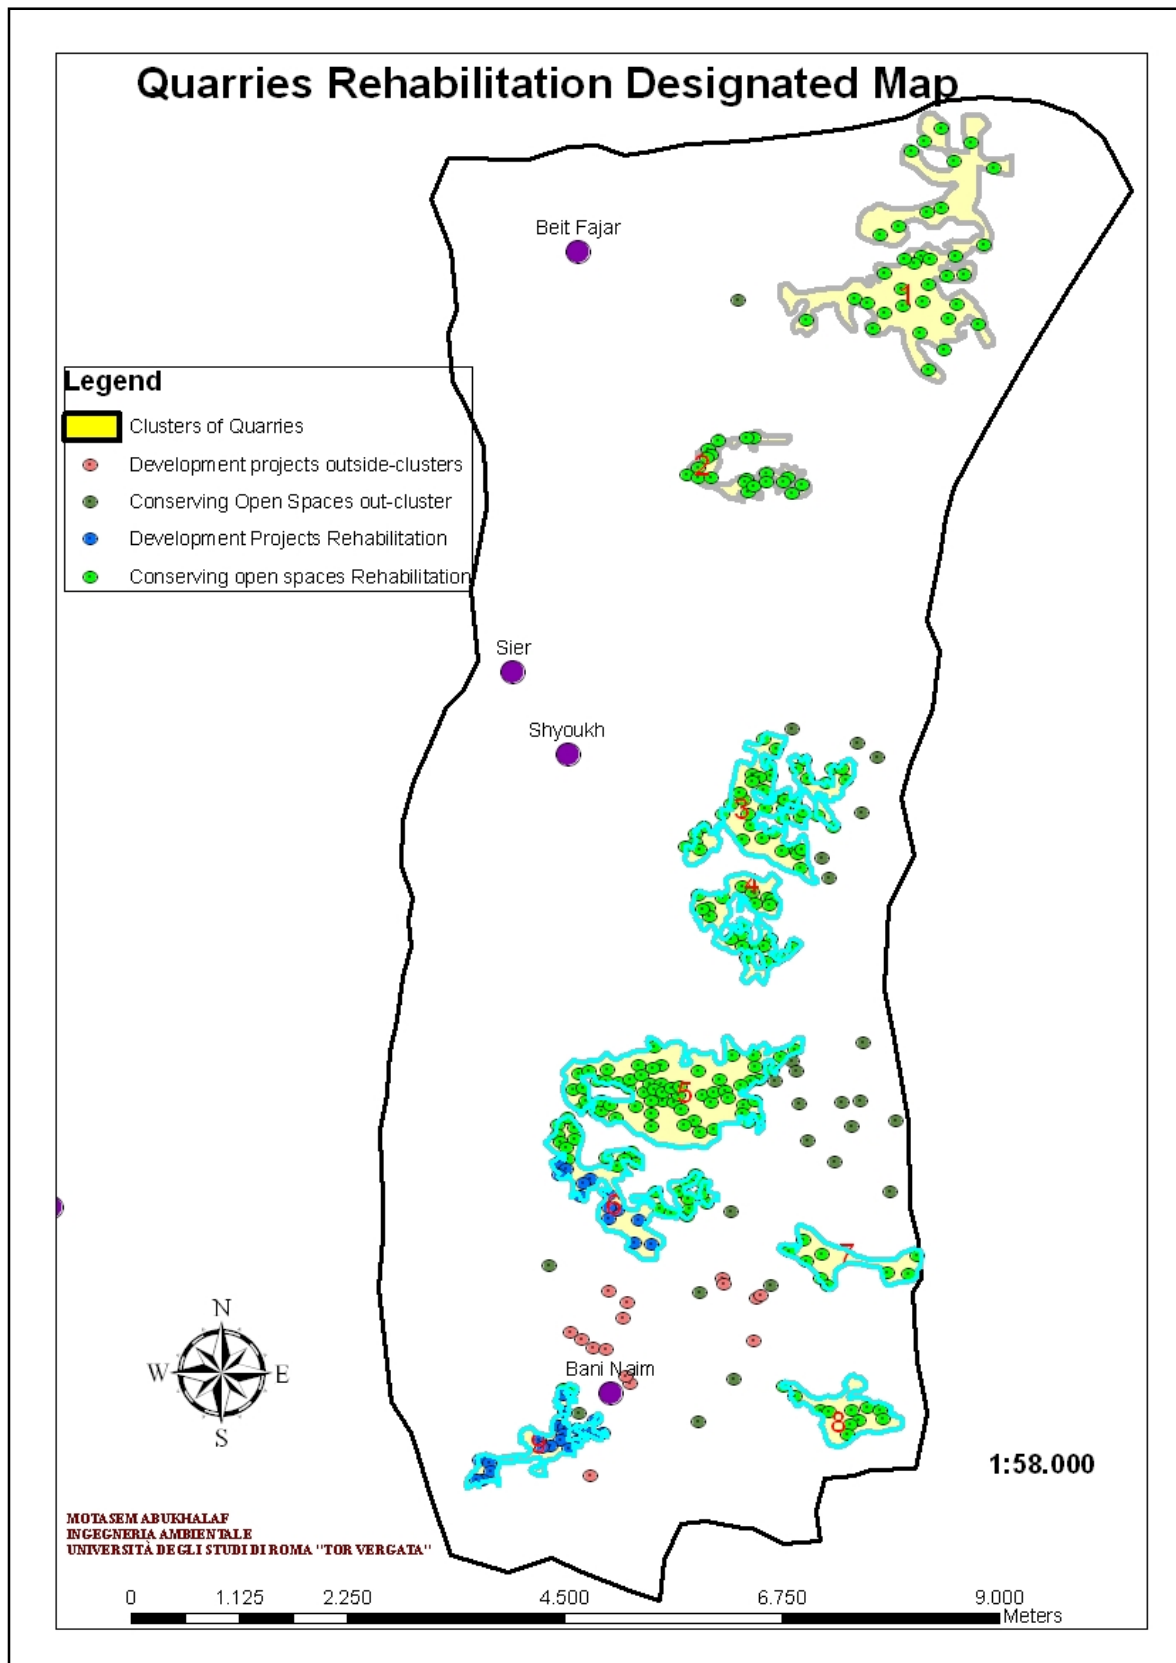 Quarries Rehabilitation Designated Map
Beit Fajar
1
Legend
Clusters of Quarries
Development projects outside-clusters
Conserving Open Spaces out-cluster
Development Projects Rehabilitation
Conserving open spaces Rehabilitation
2
Sier
Shyoukh
3
4
5
6
7
N
W E
S
Bani Naim
8
9
1:58.000
MOTASEM ABUKHALAF
INGEGNERIA AMBIENTALE
UNIVERSITÀ DEGLI STUDI DI ROMA "TOR VERGATA"
0 1.125 2.250 4.500 6.750 9.000
Meters